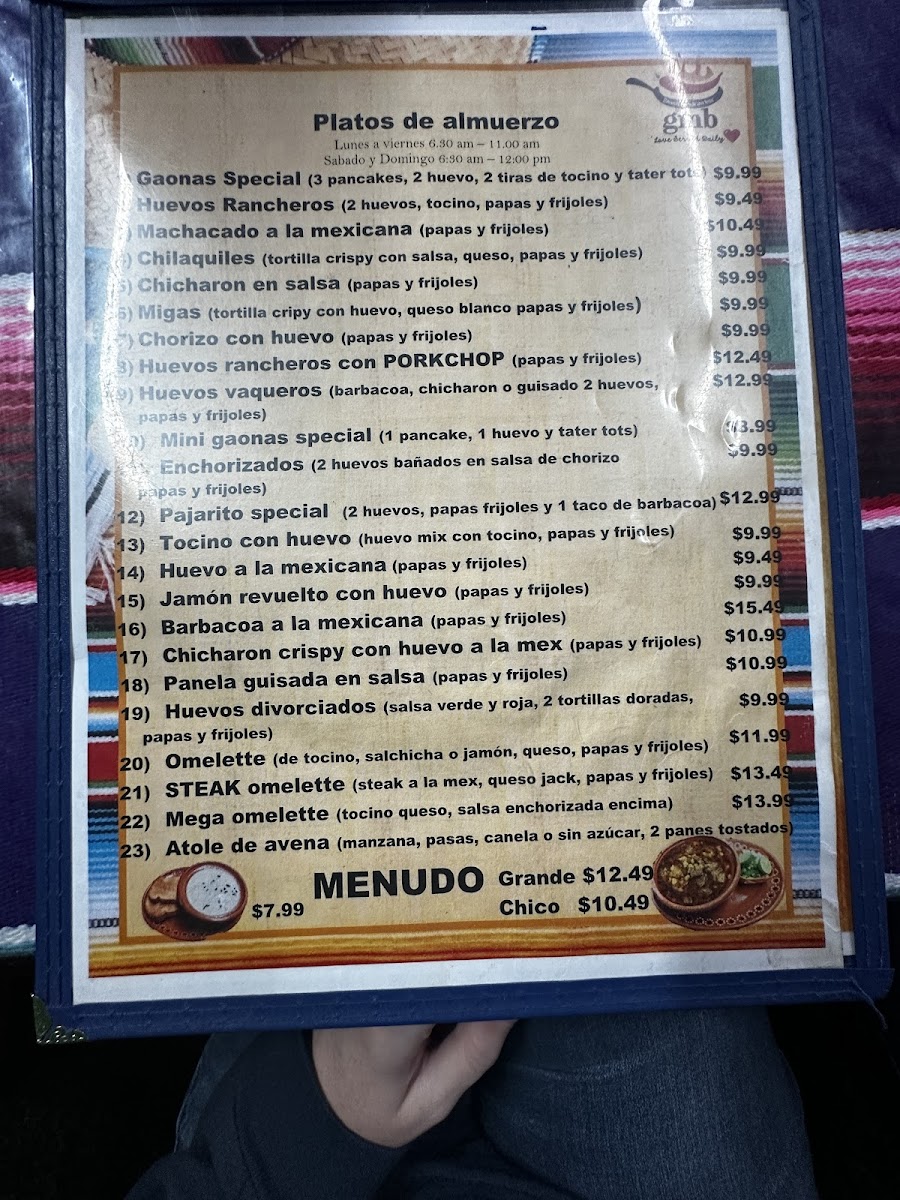 gmb
Love Served Daily
Platos de almuerzo
Lunes a viernes 6.30 am – 11.00 am
Sabado y Domingo 6:30 am – 12:00 pm
) Gaonas Special (3 pancakes, 2 huevo, 2 tiras de tocino y tater tots) $9.99
Huevos Rancheros (2 huevos, tocino, papas y frijoles) $9.49
) Machacado a la mexicana (papas y frijoles) $10.49
) Chilaquiles (tortilla crispy con salsa, queso, papas y frijoles) $9.99
5) Chicharon en salsa (papas y frijoles) $9.99
6) Migas (tortilla cripy con huevo, queso blanco papas y frijoles) $9.99
7) Chorizo con huevo (papas y frijoles) $9.99
8) Huevos rancheros con PORKCHOP (papas y frijoles) $12.49
9) Huevos vaqueros (barbacoa, chicharon o guisado 2 huevos, $12.99
papas y frijoles)
) Mini gaonas special (1 pancake, 1 huevo y tater tots)
Enchorizados (2 huevos bañados en salsa de chorizo $9.99
papas y frijoles)
12) Pajarito special (2 huevos, papas frijoles y 1 taco de barbacoa) $12.99
13) Tocino con huevo (huevo mix con tocino, papas y frijoles) $9.99
14) Huevo a la mexicana (papas y frijoles) $9.49
15) Jamón revuelto con huevo (papas y frijoles) $9.99
16) Barbacoa a la mexicana (papas y frijoles) $15.49
17) Chicharon crispy con huevo a la mex (papas y frijoles) $10.99
18) Panela guisada en salsa (papas y frijoles) $10.99
19) Huevos divorciados (salsa verde y roja, 2 tortillas doradas, $9.99
papas y frijoles)
20) Omelette (de tocino, salchicha o jamón, queso, papas y frijoles) $11.99
21) STEAK omelette (steak a la mex, queso jack, papas y frijoles) $13.49
22) Mega omelette (tocino queso, salsa enchorizada encima) $13.99
23) Atole de avena (manzana, pasas, canela o sin azúcar, 2 panes tostados)
$7.99
MENUDO Grande $12.49
Chico $10.49